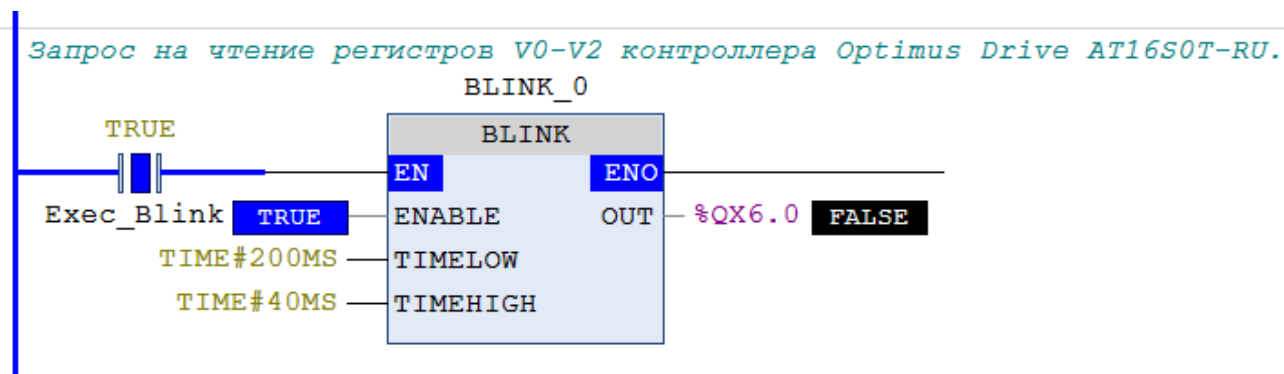 Запрос на чтение регистров V0-V2 контроллера Optimus Drive AT16S0T-RU.
BLINK_0
TRUE BLINK
EN ENO
Exec_Blink TRUE ENABLE OUT %QX6.0 FALSE
TIME#200MS TIMELOW
TIME#40MS TIMEHIGH